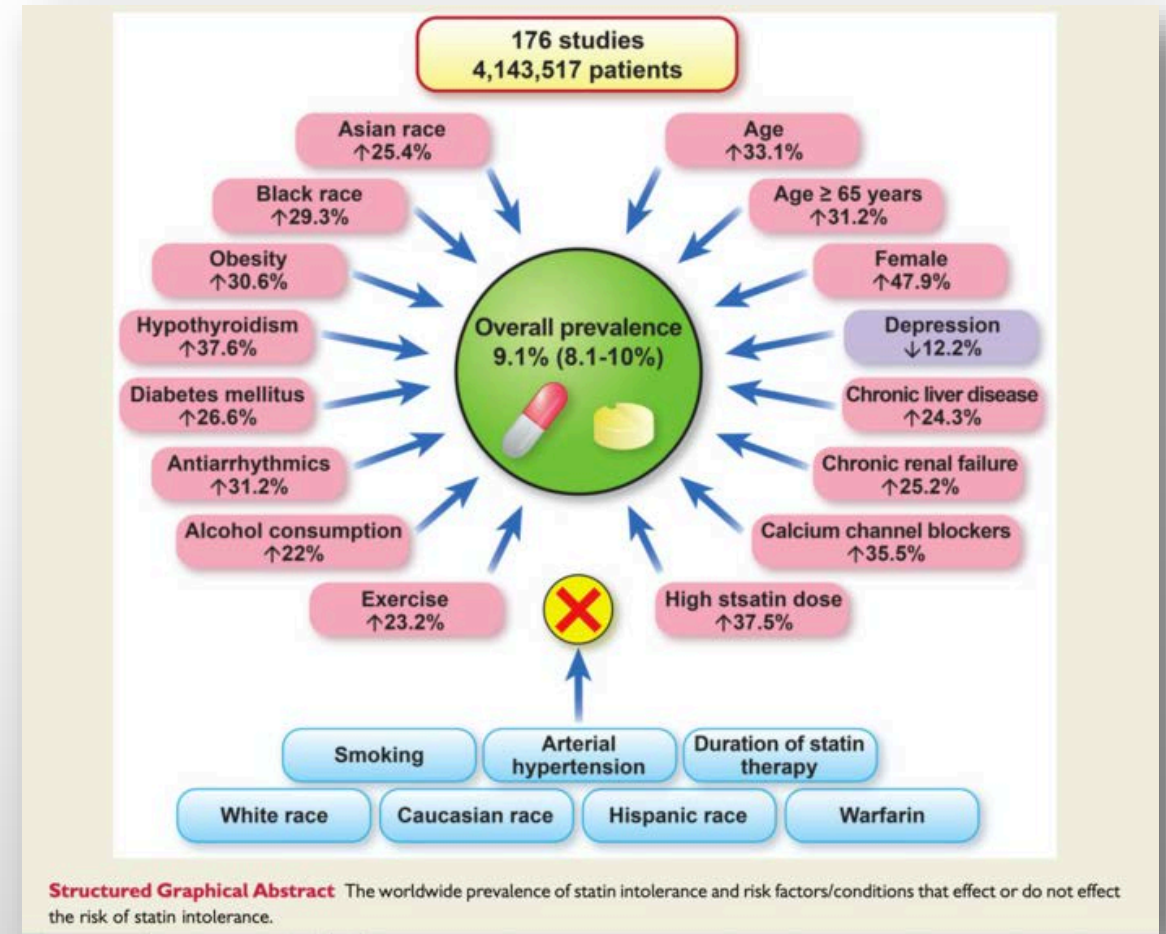 176 studies
4,143,517 patients
Asian race
↑25.4%
Age
↑33.1%
Black race
↑29.3%
Age ≥ 65 years
↑31.2%
Obesity
↑30.6%
Female
↑47.9%
Hypothyroidism
↑37.6%
Overall prevalence
9.1% (8.1-10%)
Depression
↓12.2%
Diabetes mellitus
↑26.6%
Chronic liver disease
↑24.3%
Antiarrhythmics
↑31.2%
Chronic renal failure
↑25.2%
Alcohol consumption
↑22%
Calcium channel blockers
↑35.5%
Exercise
↑23.2%
High stsatin dose
↑37.5%
Smoking
Arterial
hypertension
Duration of statin
therapy
White race
Caucasian race
Hispanic race
Warfarin
Structured Graphical Abstract The worldwide prevalence of statin intolerance and risk factors/conditions that effect or do not effect
the risk of statin intolerance.